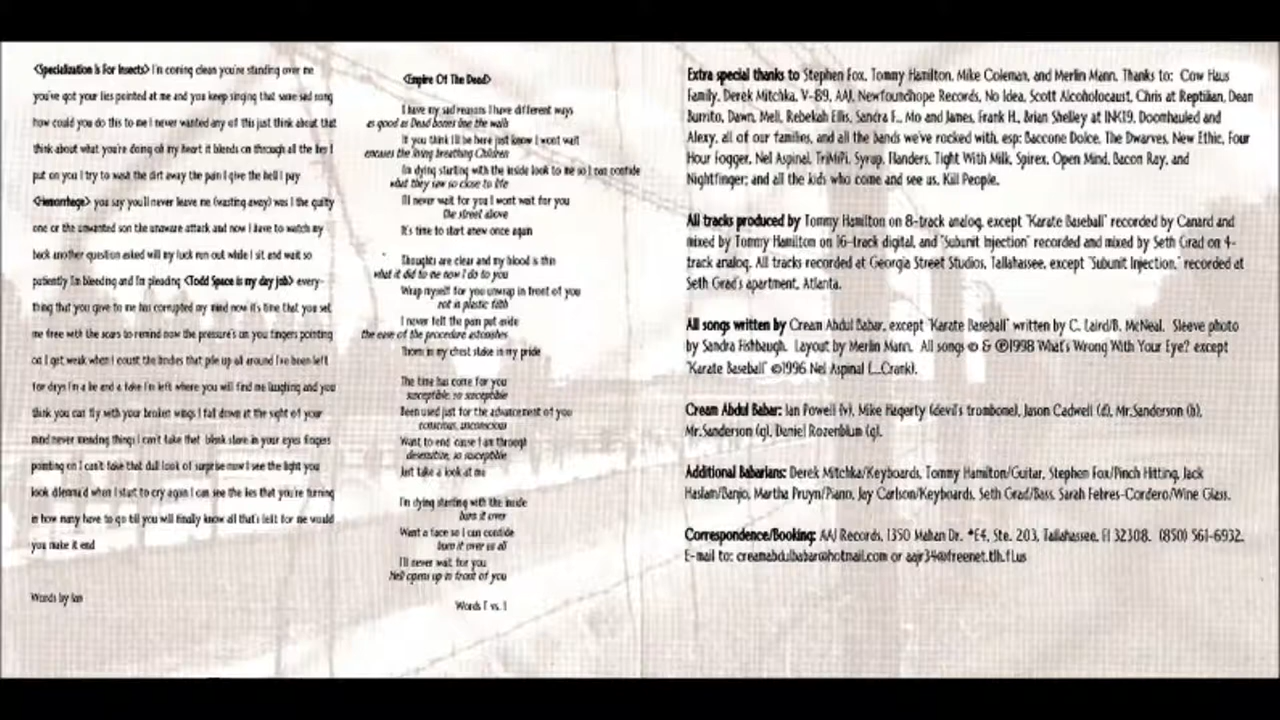 <Specialization is For Insects> I'm coming clean you're standing over me
you've got your lies pointed at me and you keep singing that same sad song
how could you do this to me I never wanted any of this just think about that
think about what you're doing oh my heart it bleeds on through all the lies I
put on you I try to wash the dirt away the pain I give the hell I pay
<Hemorrhage> you say you'll never leave me (wasting away) was I the guilty
one or the unwanted son the unaware attack and now I have to watch my
back another question asked will my luck run out while I sit and wait so
patiently I'm bleeding and I'm pleading <Todd Space is my day job> every-
thing that you give to me has corrupted my mind now it's time that you set
me free with the scars to remind now the pressure's on you fingers pointing
on I get weak when I count the bodies that pile up all around I've been left
for days I'm a lie and a fake I'm left where you will find me laughing and you
think you can fly with your broken wings I fall down at the sight of your
mind never mending things I can't take that blank stare in your eyes fingers
pointing on I can't take that dull look of surprise now I see the light you
look dilemma'd when I start to cry again I can see the lies that you're turning
in how many have to go till you will finally know all that's left for me would
you make it end
Words by Ian
<Empire Of The Dead>
I have my sad reasons I have different ways
as good as Dead bones line the walls
If you think I'll be here just know I wont wait
encases the living breathing Children
I'm dying starting with the inside look to me so I can confide
what they saw so close to life
I'll never wait for you I wont wait for you
the street above
It's time to start anew once again
Thoughts are clear and my blood is thin
what it did to me now I do to you
Wrap myself for you unwrap in front of you
not in plastic filth
I never felt the pain put aside
the ease of the procedure astonishes
Thorn in my chest stake in my pride
The time has come for you
susceptible, so susceptible
Been used just for the advancement of you
conscious, unconscious
Want to end 'cause I am through
desensitive, so susceptible
Just take a look at me
I'm dying starting with the inside
burn it over
Want a face so I can confide
burn it over us all
I'll never wait for you
Hell opens up in front of you
Words T vs. I
Extra special thanks to Stephen Fox, Tommy Hamilton, Mike Coleman, and Merlin Mann. Thanks to: Cow Haus
Family, Derek Mitchka, V-89, AAJ, Newfoundhope Records, No Idea, Scott Alcoholocaust, Chris at Reptilian, Dean
Burrito, Dawn, Meli, Rebekah Ellis, Sandra F., Mo and James, Frank H., Brian Shelley at INK19, Doomhauled and
Alexy, all of our families, and all the bands we've rocked with, esp: Baccone Dolce, The Dwarves, New Ethic, Four
Hour Fogger, Nel Aspinal, TriMiPi, Syrup, Flanders, Tight With Milk, Spirex, Open Mind, Bacon Ray, and
Nightfinger; and all the kids who come and see us. Kill People.
All tracks produced by Tommy Hamilton on 8-track analog, except "Karate Baseball" recorded by Canard and
mixed by Tommy Hamilton on 16-track digital, and "Subunit Injection" recorded and mixed by Seth Grad on 4-
track analog. All tracks recorded at Georgia Street Studios, Tallahassee, except "Subunit Injection," recorded at
Seth Grad's apartment, Atlanta.
All songs written by Cream Abdul Babar, except "Karate Baseball" written by C. Laird/B. McNeal. Sleeve photo
by Sandra Fishbaugh. Layout by Merlin Mann. All songs © & ℗1998 What's Wrong With Your Eye? except
"Karate Baseball" ©1996 Nel Aspinal (...Crank).
Cream Abdul Babar: Ian Powell (v), Mike Hagerty (devil's trombone), Jason Cadwell (d), Mr.Sanderson (b),
Mr.Sanderson (g), Daniel Rozenblum (g).
Additional Babarians: Derek Mitchka/Keyboards, Tommy Hamilton/Guitar, Stephen Fox/Pinch Hitting, Jack
Haslam/Banjo, Martha Pruyn/Piano, Jay Carlson/Keyboards, Seth Grad/Bass, Sarah Febres-Cordero/Wine Glass.
Correspondence/Booking: AAJ Records, 1350 Mahan Dr. *E4, Ste. 203, Tallahassee, Fl 32308. (850) 561-6932.
E-mail to: creamabdulbabar@hotmail.com or aajr34@freenet.tlh.fl.us